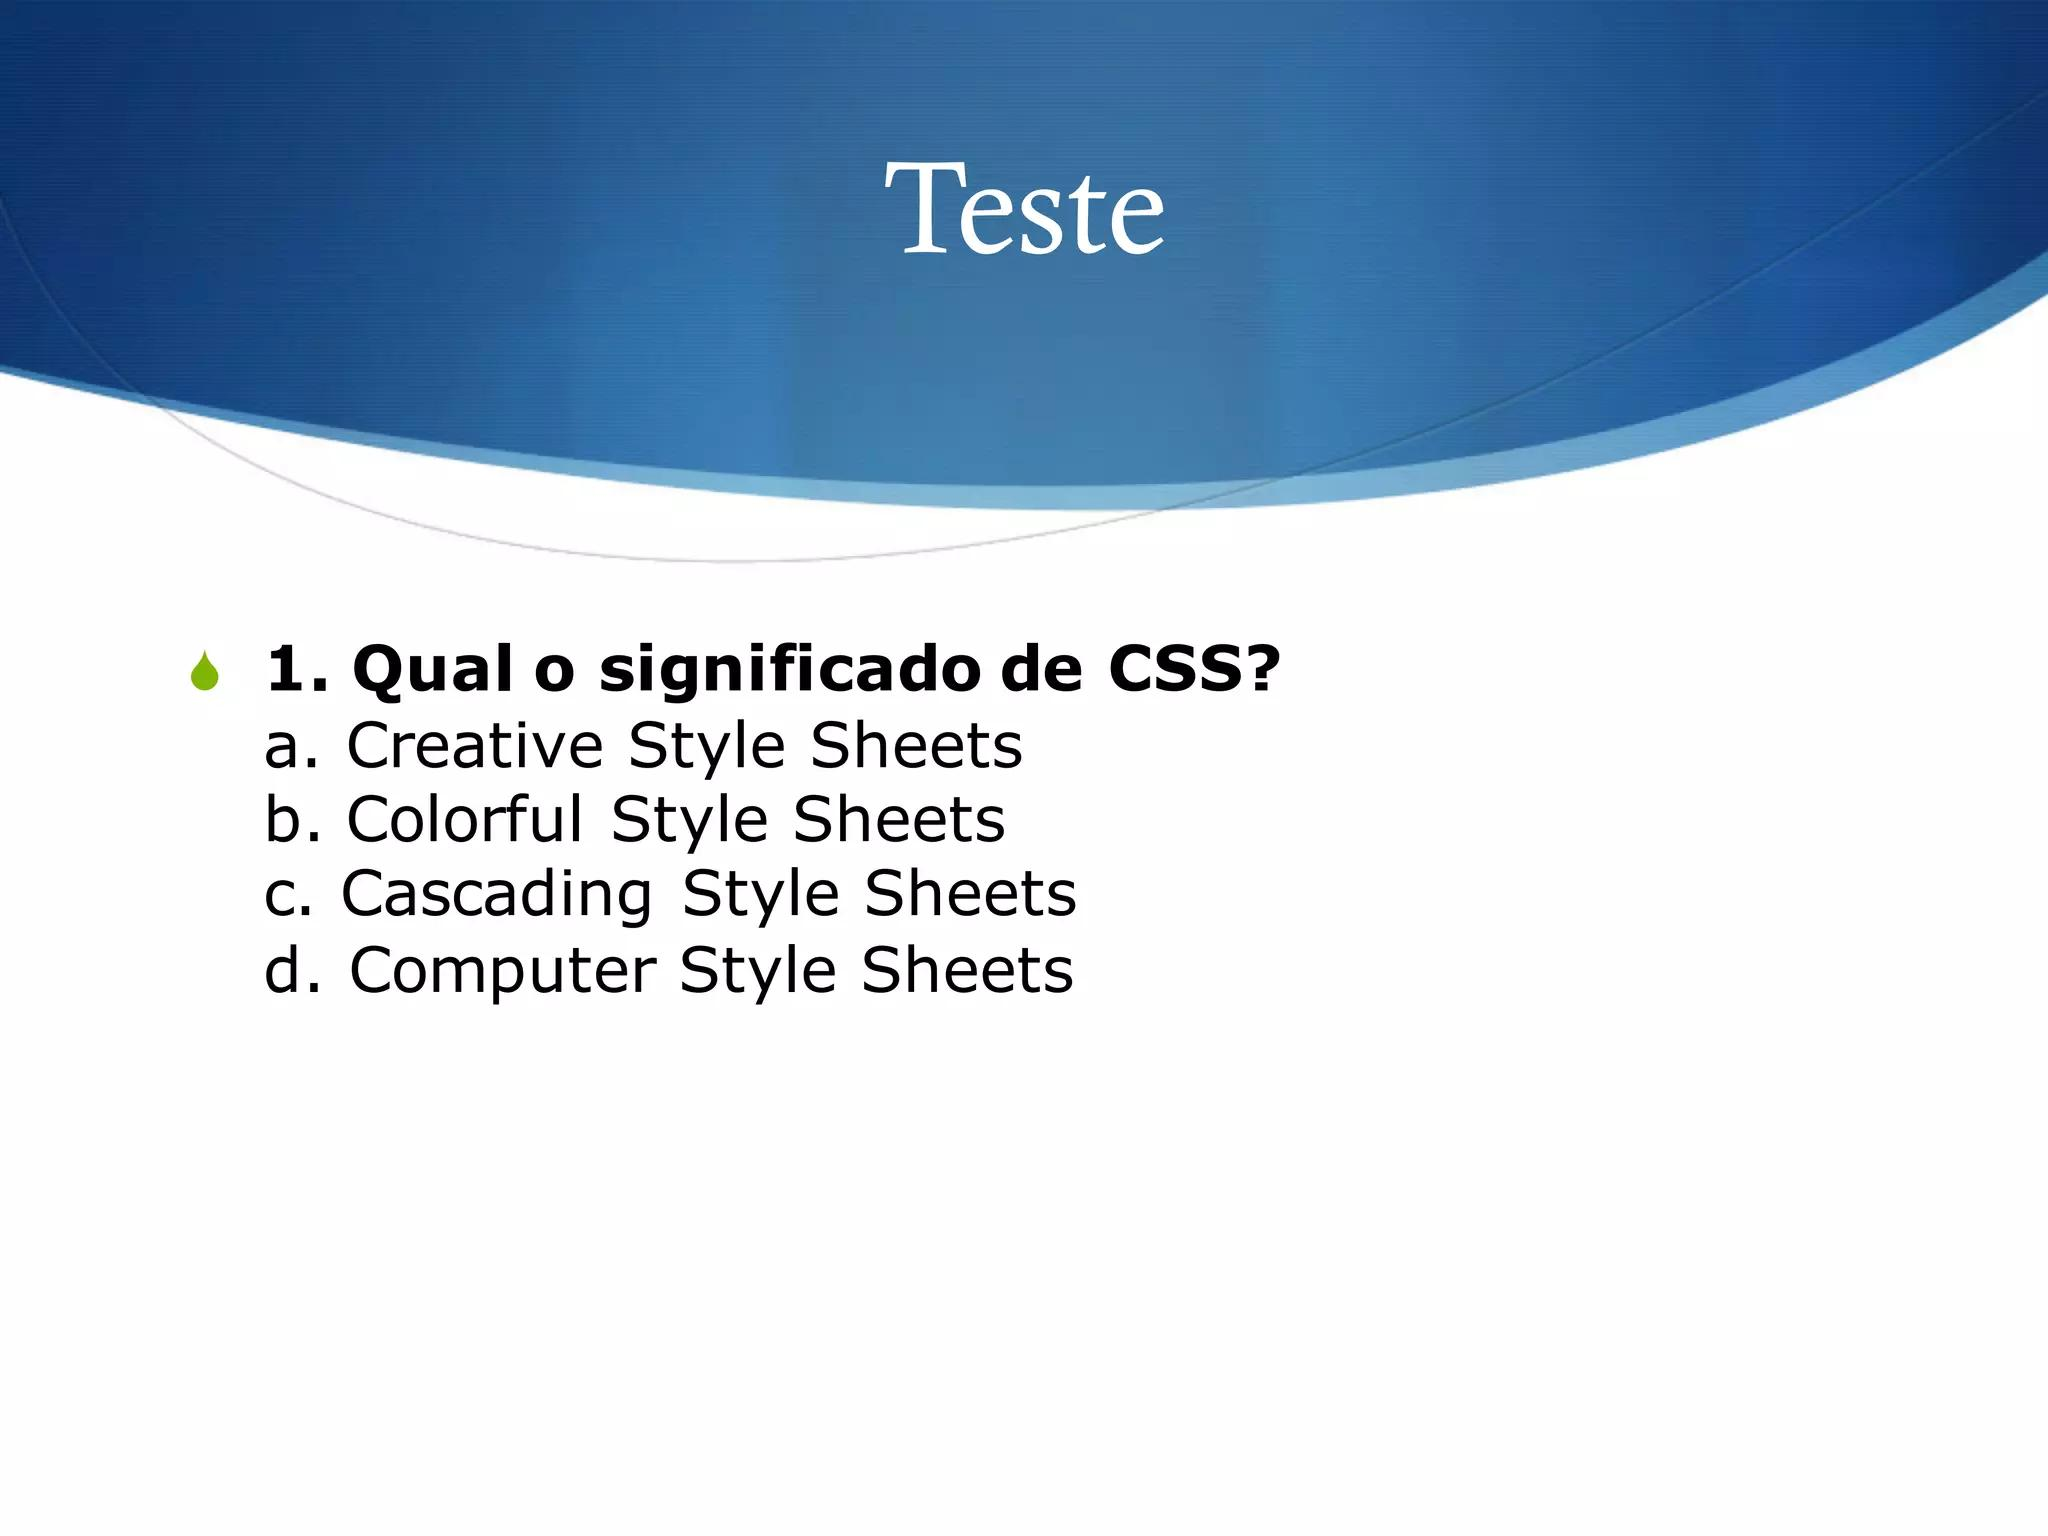 Teste
1. Qual o significado de CSS?
a. Creative Style Sheets
b. Colorful Style Sheets
c. Cascading Style Sheets
d. Computer Style Sheets